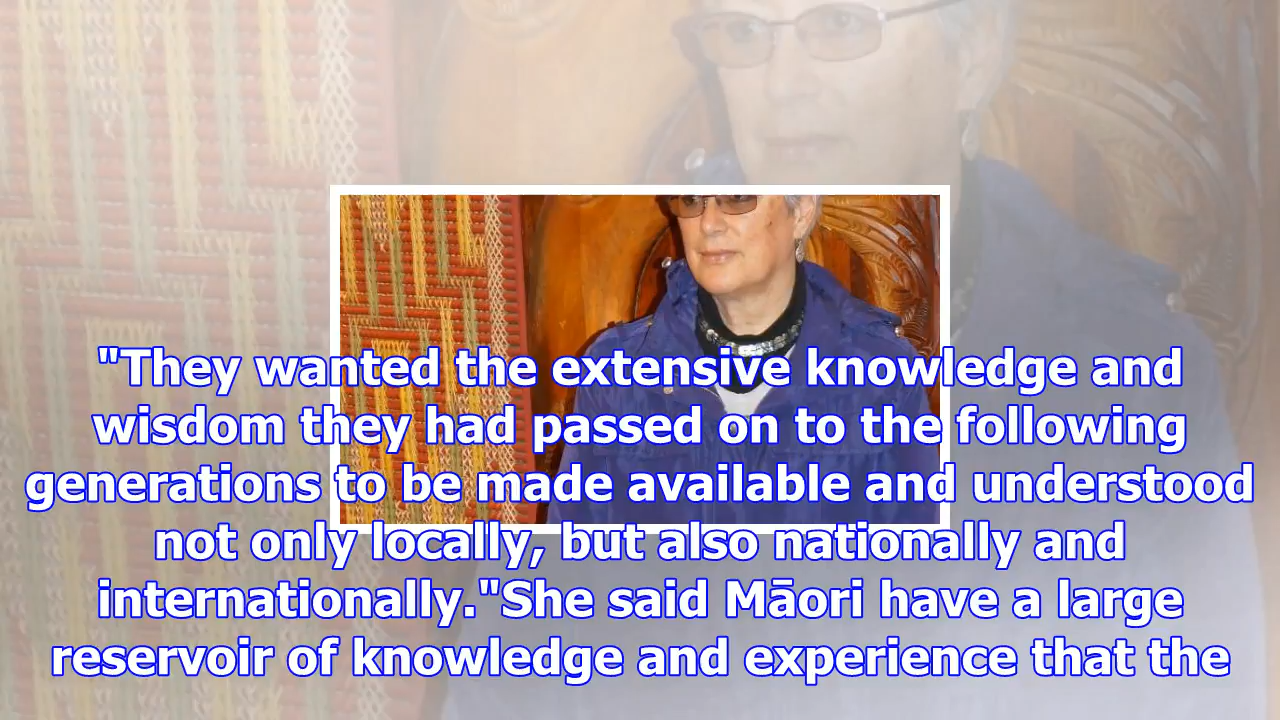 "They wanted the extensive knowledge and
wisdom they had passed on to the following
generations to be made available and understood
not only locally, but also nationally and
internationally."She said Māori have a large
reservoir of knowledge and experience that the